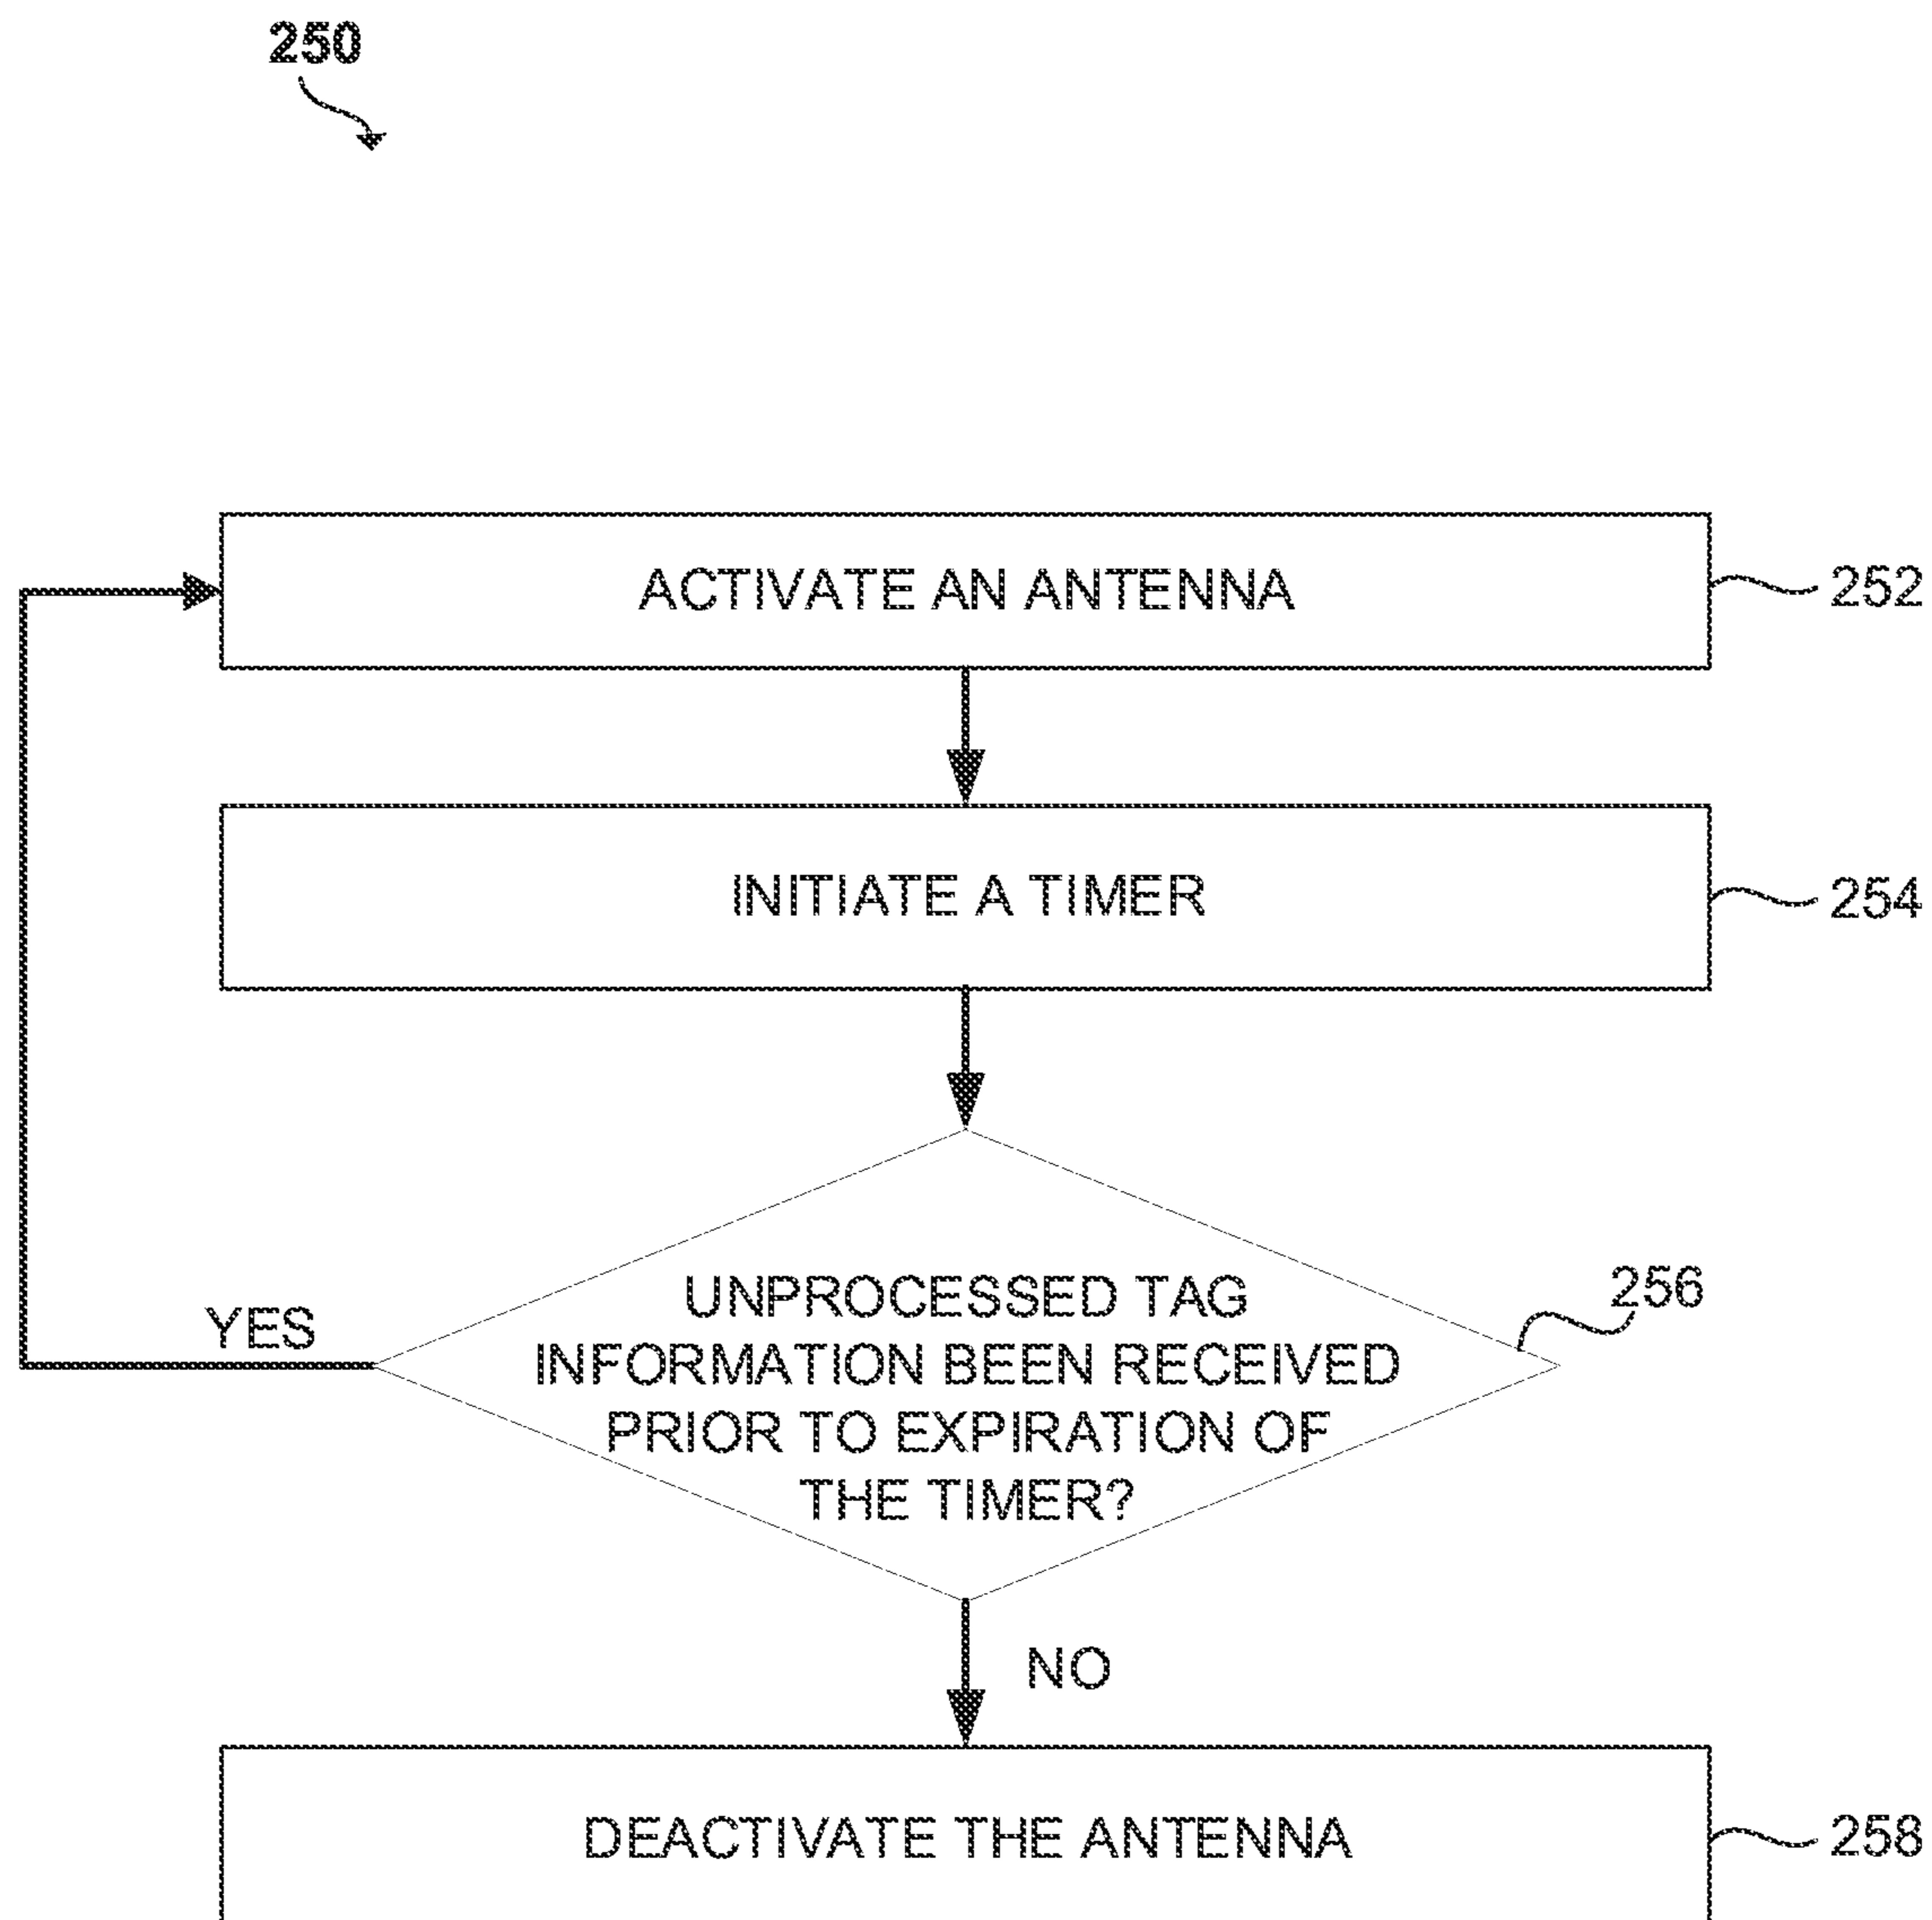 250
ACTIVATE AN ANTENNA
252
INITIATE A TIMER
254
UNPROCESSED TAG
INFORMATION BEEN RECEIVED
PRIOR TO EXPIRATION OF
THE TIMER?
256
YES
NO
DEACTIVATE THE ANTENNA
258